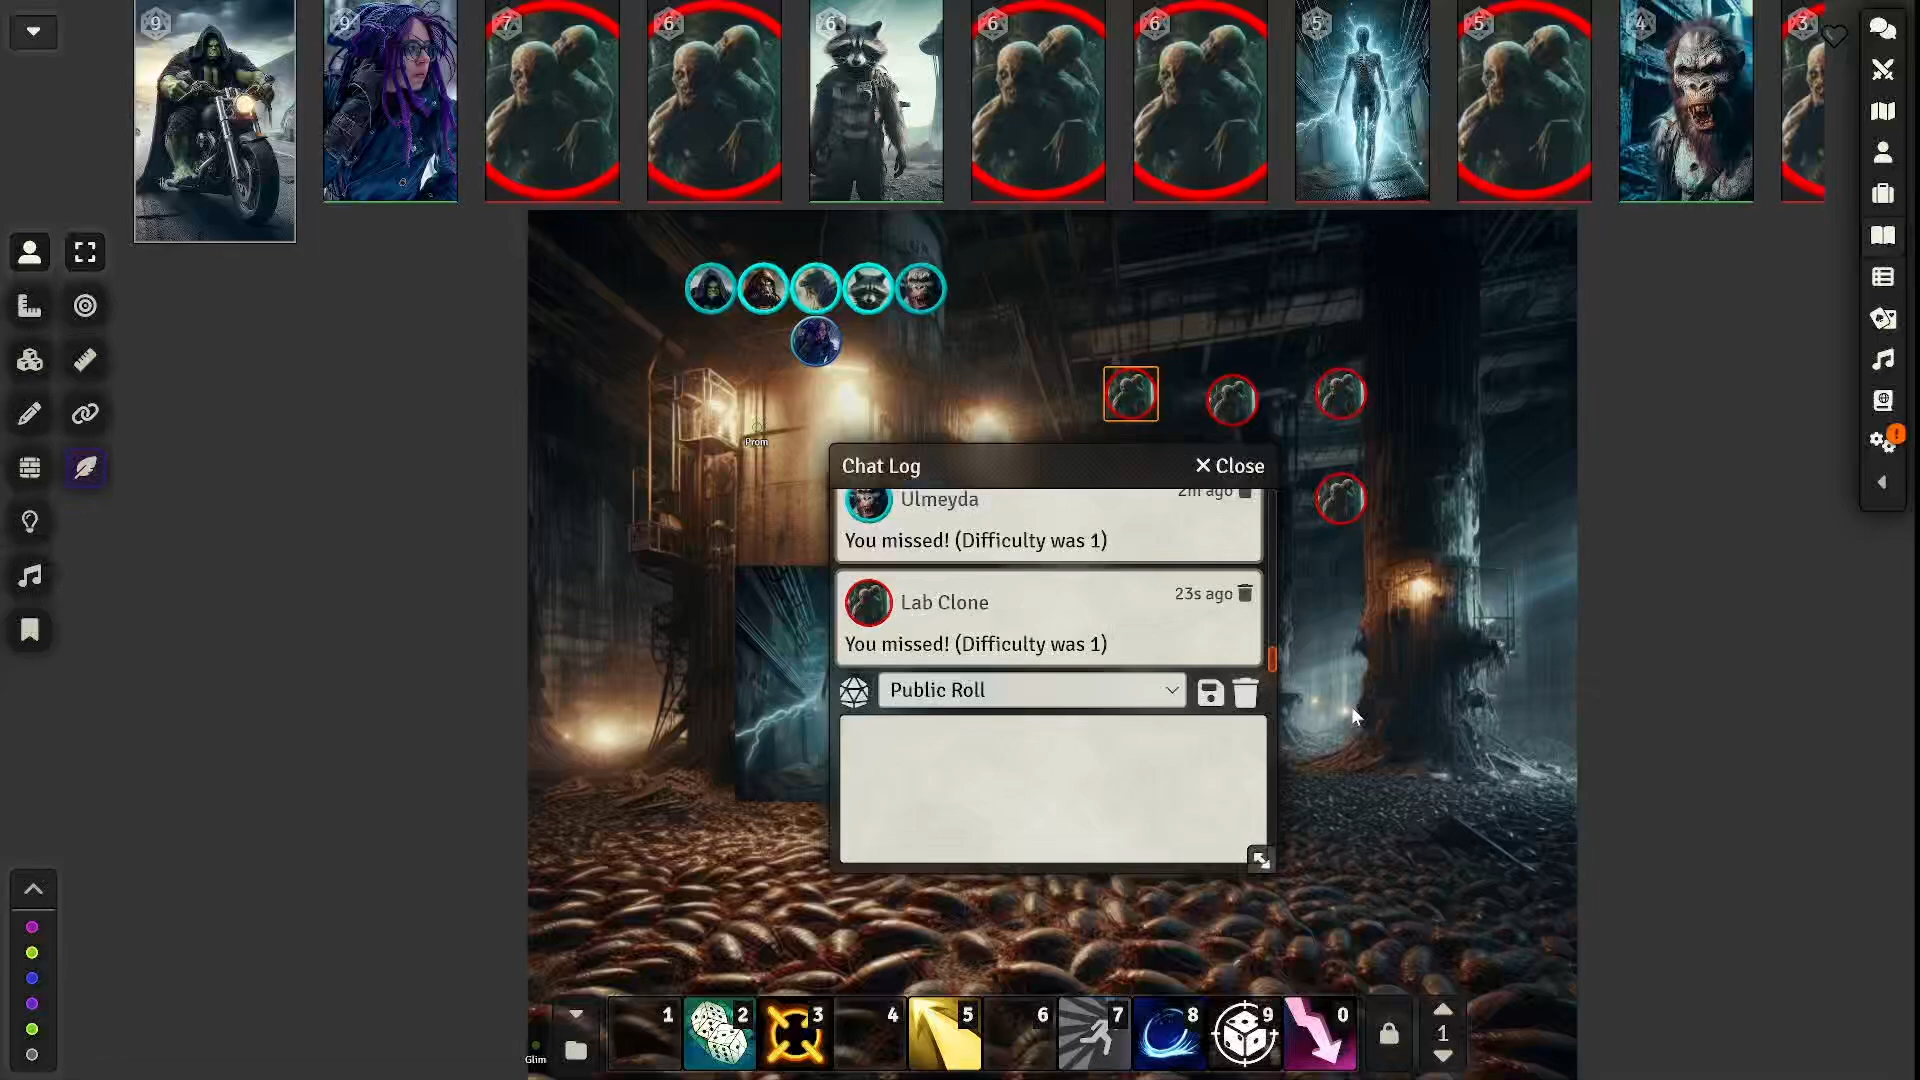 9
9
7
6
6
6
6
5
5
4
3
Prom
Chat Log
Close
Ulmeyda
2m ago
You missed! (Difficulty was 1)
Lab Clone
23s ago
You missed! (Difficulty was 1)
Public Roll
Glim
1
2
3
4
5
6
7
8
9
0
1